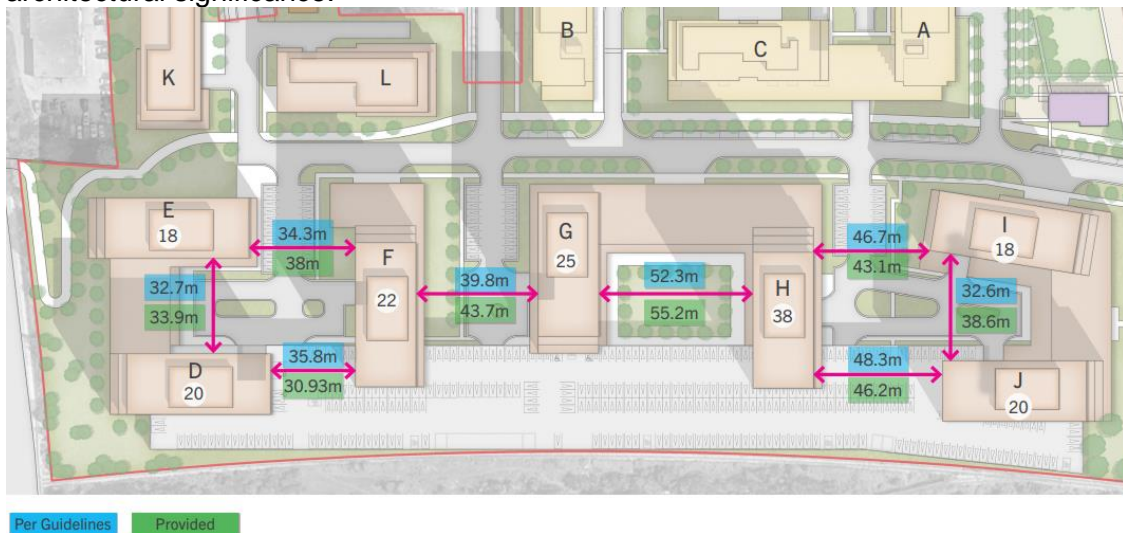 architectural significance.
B
A
C
K
L
E
18
34.3m
38m
F
22
G
25
46.7m
43.1m
I
18
32.7m
33.9m
39.8m
43.7m
52.3m
55.2m
H
38
32.6m
38.6m
D
20
35.8m
30.93m
48.3m
46.2m
J
20
Per Guidelines
Provided